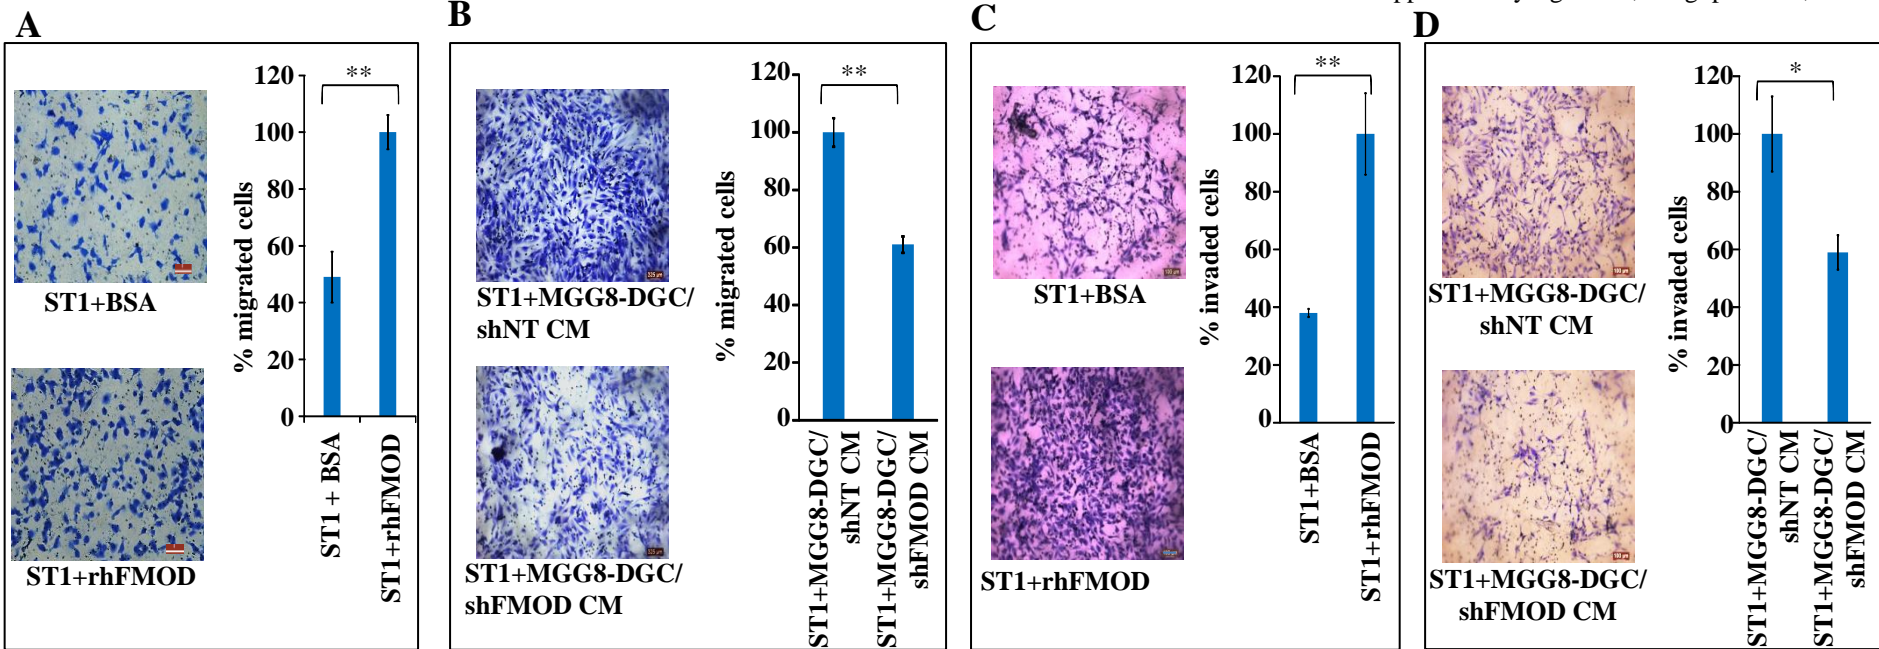 A
B
C
D
ST1+BSA
ST1+rhFMOD
% migrated cells
120
100
80
60
40
20
0
**
ST1 + BSA
ST1+rhFMOD
ST1+MGG8-DGC/
shNT CM
ST1+MGG8-DGC/
shFMOD CM
% migrated cells
120
100
80
60
40
20
0
**
ST1+MGG8-DGC/
shNT CM
ST1+MGG8-DGC/
shFMOD CM
ST1+BSA
ST1+rhFMOD
% invaded cells
120
100
80
60
40
20
0
**
ST1+BSA
ST1+rhFMOD
ST1+MGG8-DGC/
shNT CM
ST1+MGG8-DGC/
shFMOD CM
% invaded cells
120
100
80
60
40
20
0
*
ST1+MGG8-DGC/
shNT CM
ST1+MGG8-DGC/
shFMOD CM